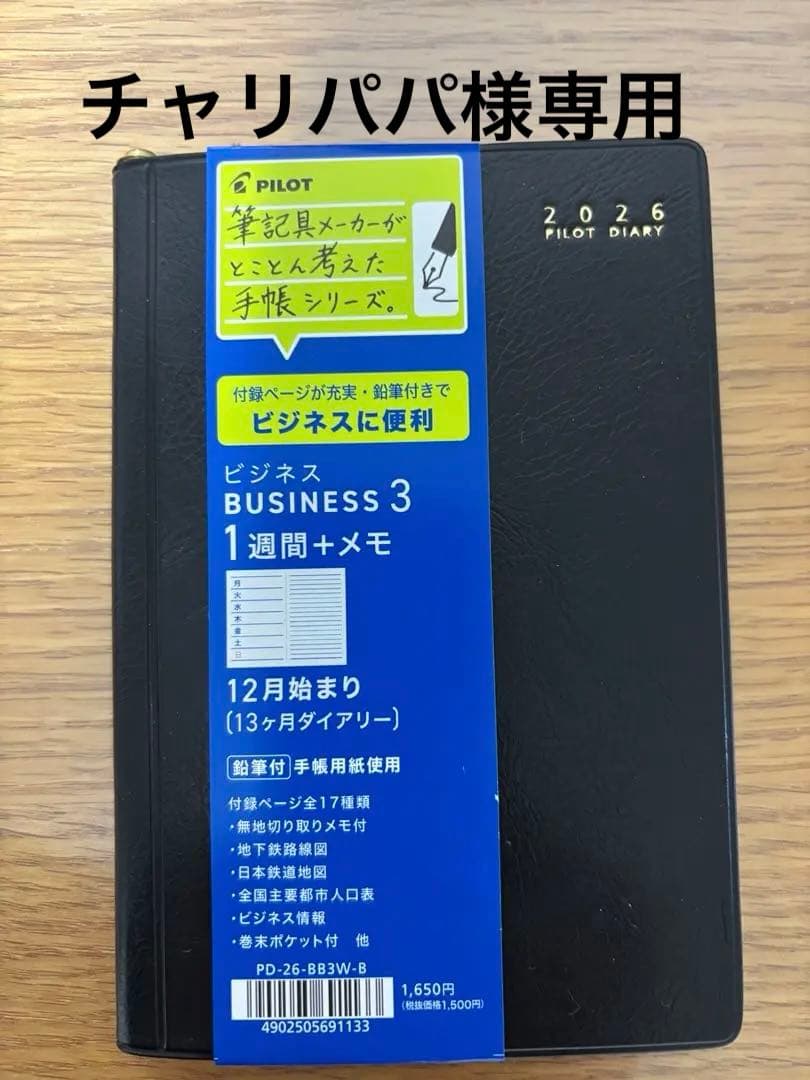 チャリパパ様専用
PILOT
筆記具メーカーが
とことん考えた
手帳シリーズ。
2026
PILOT DIARY
付録ページが充実・鉛筆付きで
ビジネスに便利
ビジネス
BUSINESS 3
1週間+メモ
月
火
水
木
金
土
日
12月始まり
(13ヶ月ダイアリー)
鉛筆付 手帳用紙使用
付録ページ全17種類
・無地切り取りメモ付
・地下鉄路線図
・日本鉄道地図
・全国主要都市人口表
・ビジネス情報
・巻末ポケット付 他
PD-26-BB3W-B
1,650円
(税抜価格1,500円)
4902505691133